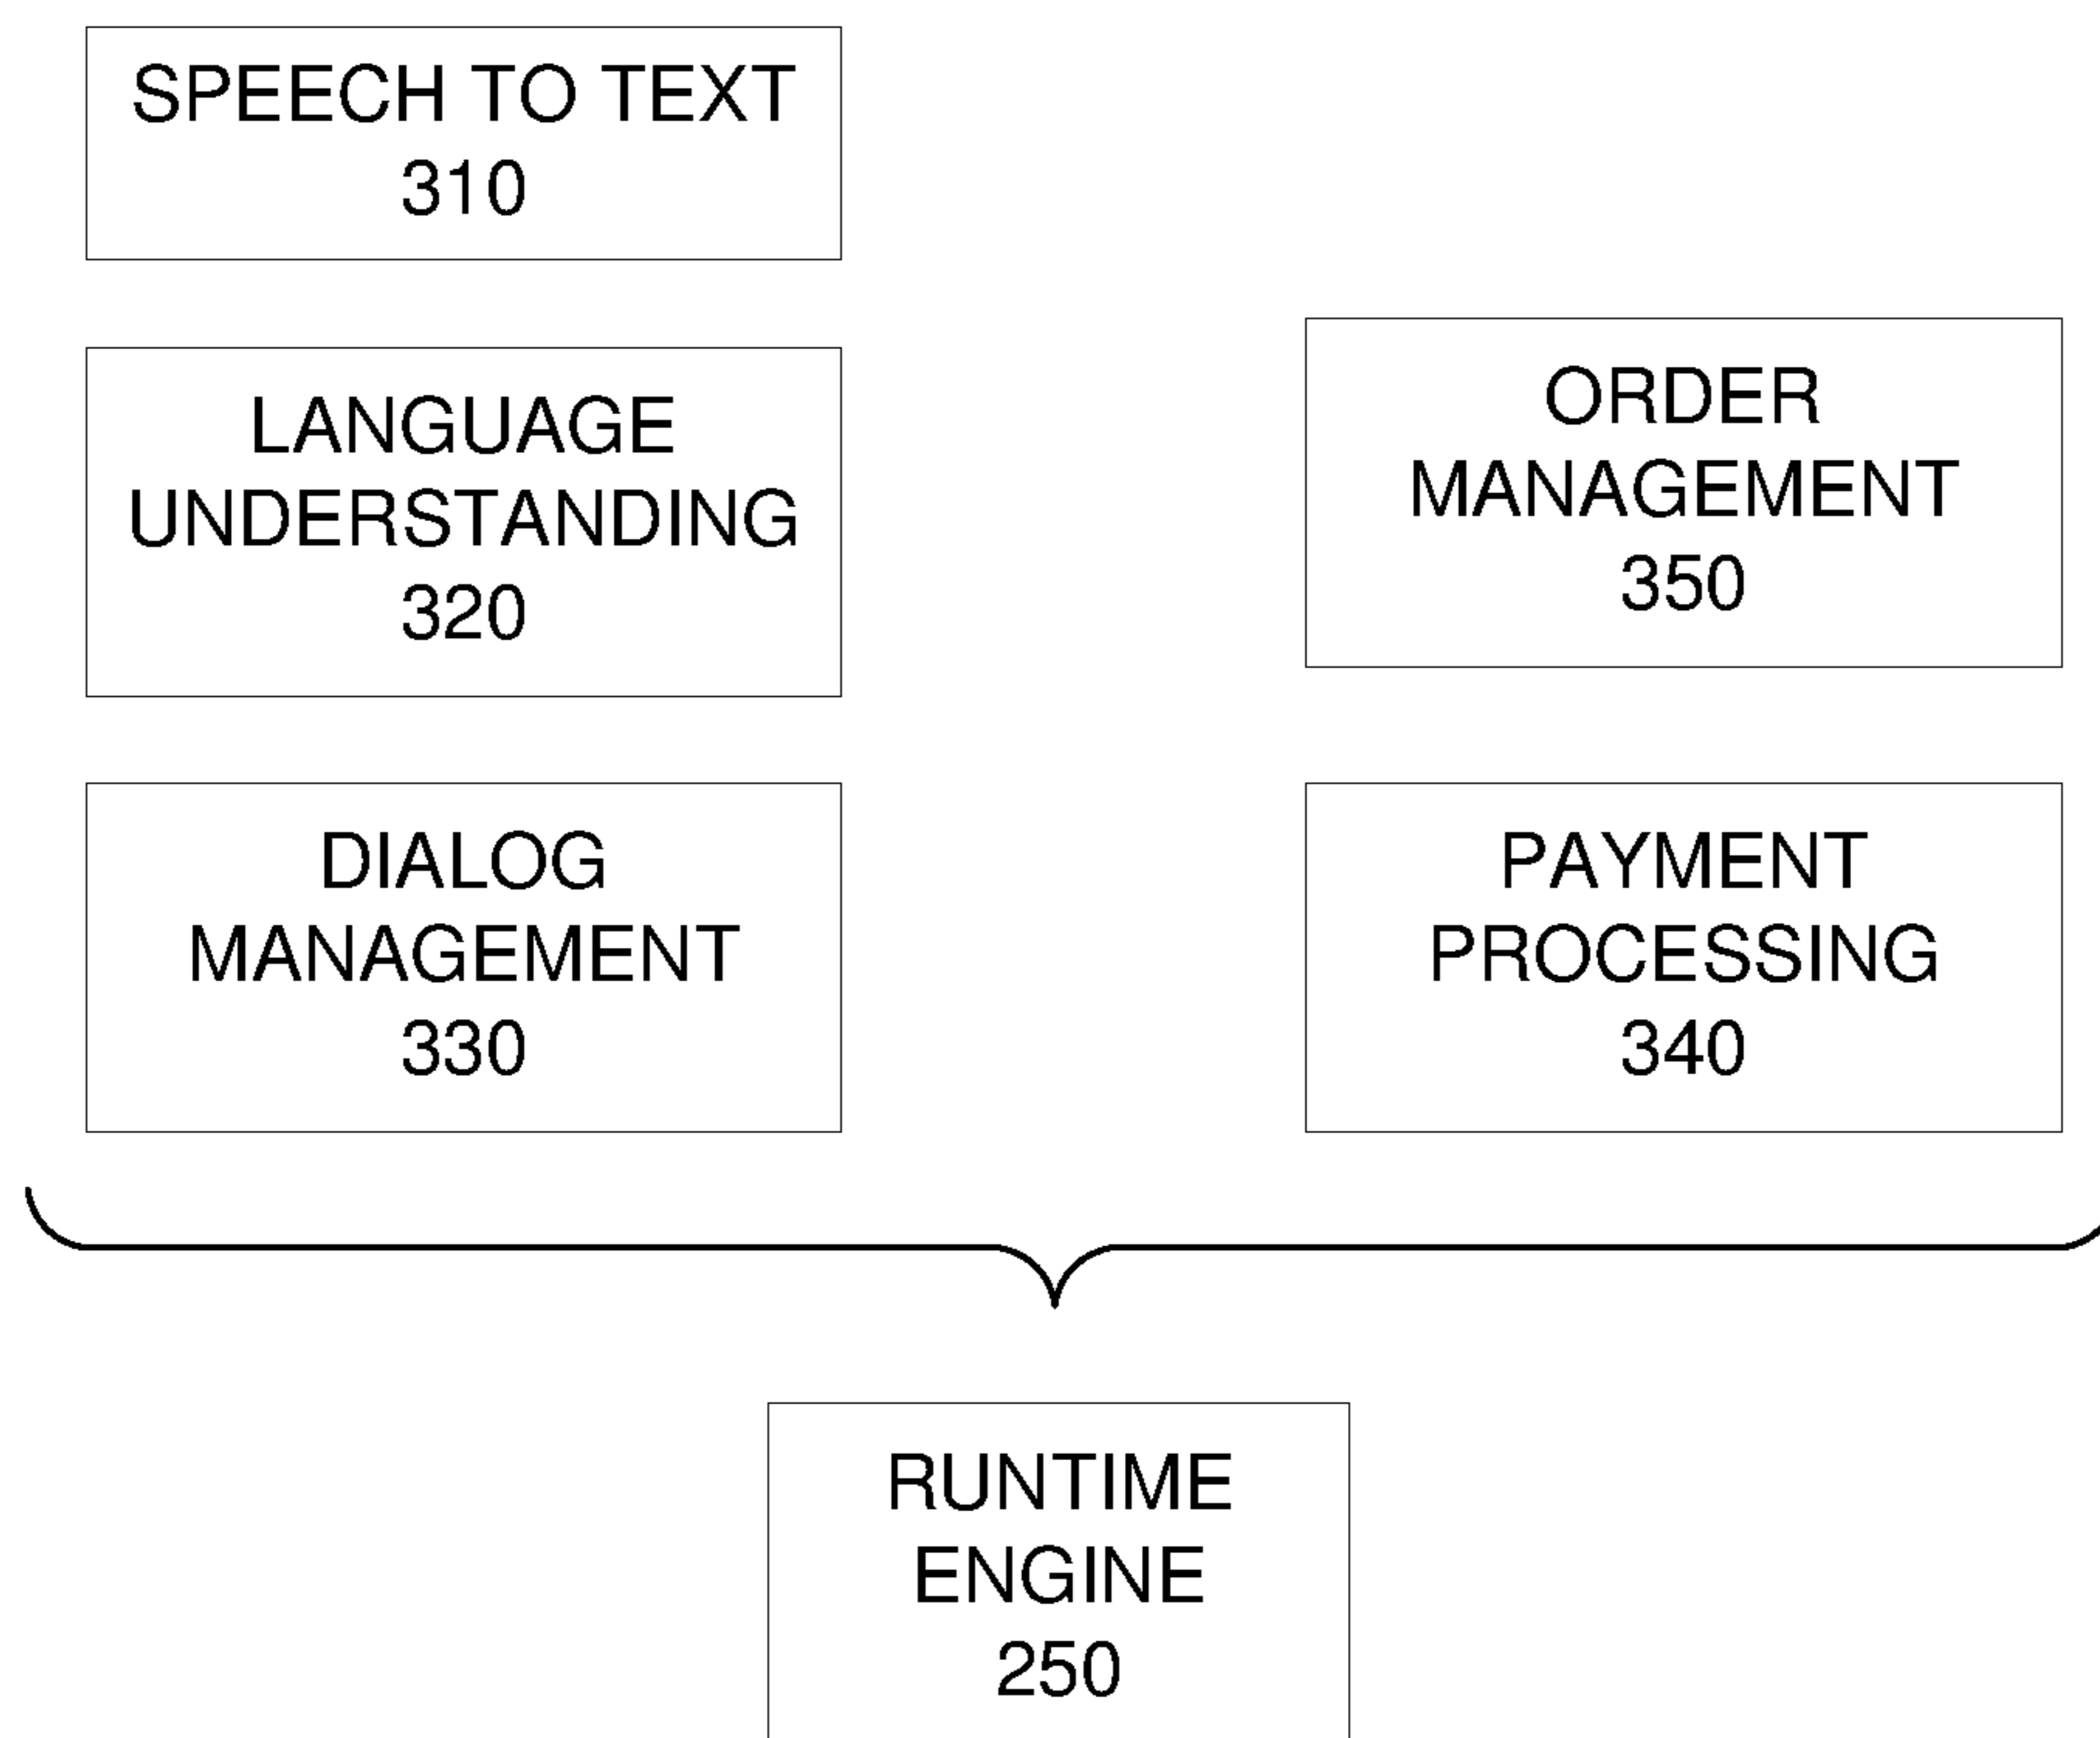 SPEECH TO TEXT
310
LANGUAGE
UNDERSTANDING
320
DIALOG
MANAGEMENT
330
ORDER
MANAGEMENT
350
PAYMENT
PROCESSING
340
RUNTIME
ENGINE
250